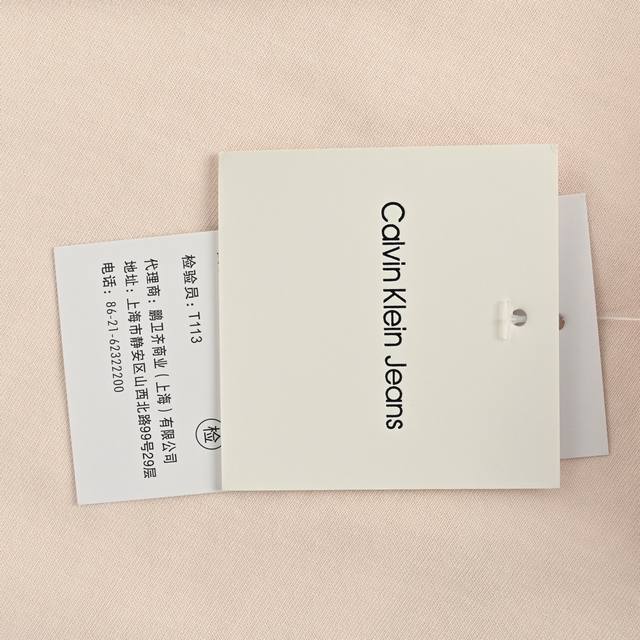 Calvin Klein Jeans
检验员：T113
检
代理商：鹏卫齐商业（上海）有限公司
地址：上海市静安区山西北路99号29层
电话：86-21-62322200